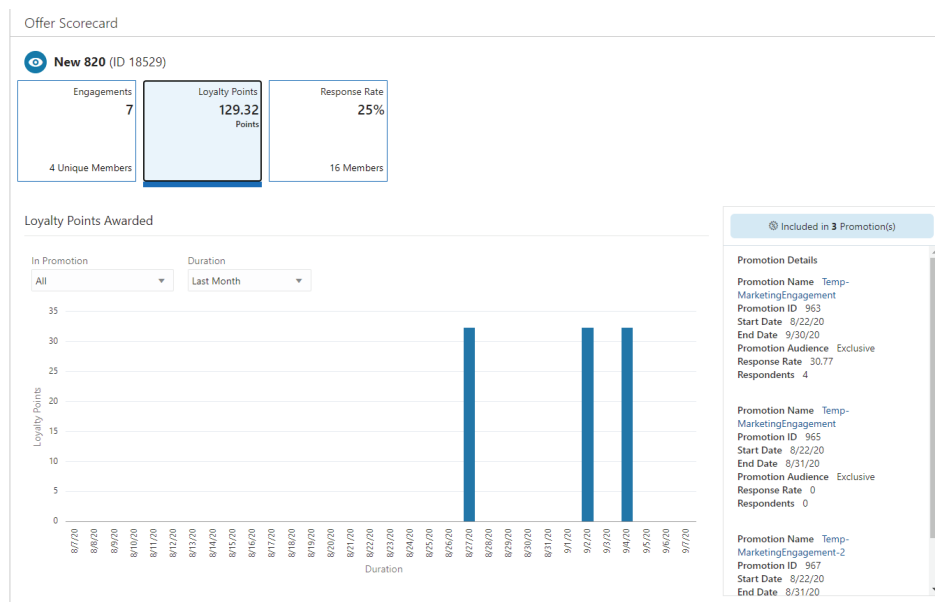 Offer Scorecard
New 820 (ID 18529)
Engagements
7
4 Unique Members
Loyalty Points
129.32
Points
Response Rate
25%
16 Members
Loyalty Points Awarded
In Promotion
All
Duration
Last Month
35
30
25
20
15
10
5
0
Loyalty Points
8/7/20
8/8/20
8/9/20
8/10/20
8/11/20
8/12/20
8/13/20
8/14/20
8/15/20
8/16/20
8/17/20
8/18/20
8/19/20
8/20/20
8/21/20
8/22/20
8/23/20
8/24/20
8/25/20
8/26/20
8/27/20
8/28/20
8/29/20
8/30/20
8/31/20
9/1/20
9/2/20
9/3/20
9/4/20
9/5/20
9/6/20
9/7/20
Duration
Included in 3 Promotion(s)
Promotion Details
Promotion Name Temp-
MarketingEngagement
Promotion ID 963
Start Date 8/22/20
End Date 9/30/20
Promotion Audience Exclusive
Response Rate 30.77
Respondents 4
Promotion Name Temp-
MarketingEngagement
Promotion ID 965
Start Date 8/22/20
End Date 8/31/20
Promotion Audience Exclusive
Response Rate 0
Respondents 0
Promotion Name Temp-
MarketingEngagement-2
Promotion ID 967
Start Date 8/22/20
End Date 8/31/20